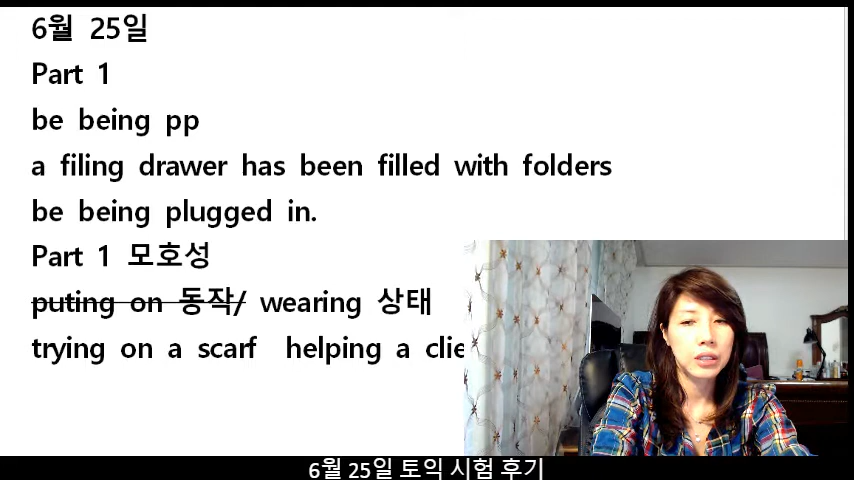 6월 25일
Part 1
be being pp
a filing drawer has been filled with folders
be being plugged in.
Part 1 모호성
puting on 동작/ wearing 상태
trying on a scarf helping a clie
6월 25일 토익 시험 후기